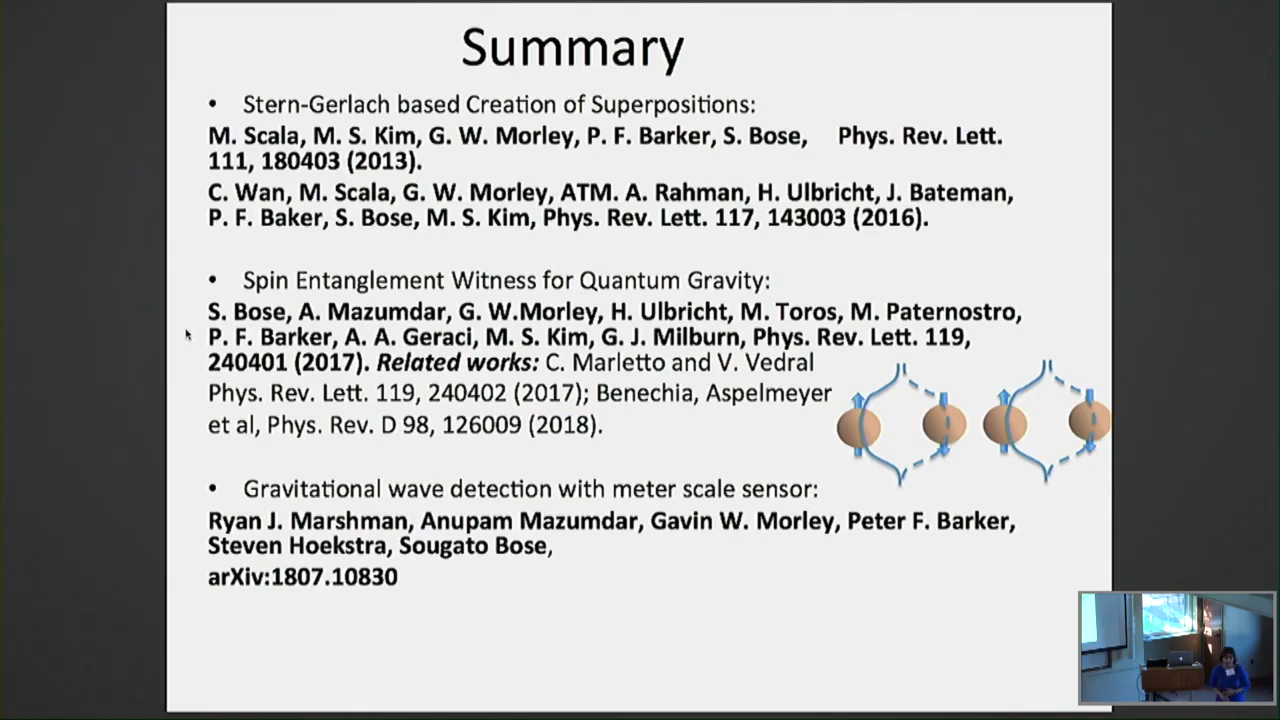 Summary
• Stern-Gerlach based Creation of Superpositions:
M. Scala, M. S. Kim, G. W. Morley, P. F. Barker, S. Bose, Phys. Rev. Lett.
111, 180403 (2013).
C. Wan, M. Scala, G. W. Morley, ATM. A. Rahman, H. Ulbricht, J. Bateman,
P. F. Baker, S. Bose, M. S. Kim, Phys. Rev. Lett. 117, 143003 (2016).
• Spin Entanglement Witness for Quantum Gravity:
S. Bose, A. Mazumdar, G. W.Morley, H. Ulbricht, M. Toros, M. Paternostro,
P. F. Barker, A. A. Geraci, M. S. Kim, G. J. Milburn, Phys. Rev. Lett. 119,
240401 (2017). Related works: C. Marletto and V. Vedral
Phys. Rev. Lett. 119, 240402 (2017); Benechia, Aspelmeyer
et al, Phys. Rev. D 98, 126009 (2018).
• Gravitational wave detection with meter scale sensor:
Ryan J. Marshman, Anupam Mazumdar, Gavin W. Morley, Peter F. Barker,
Steven Hoekstra, Sougato Bose,
arXiv:1807.10830